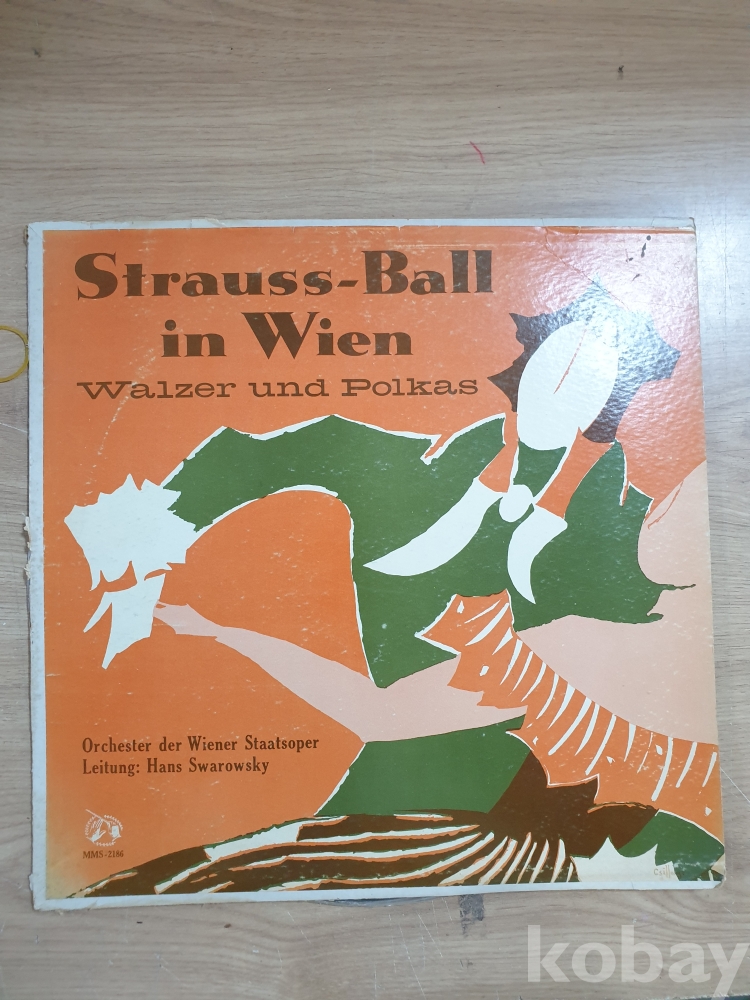 Strauss-Ball
in Wien
Walzer und Polkas
Orchester der Wiener Staatsoper
Leitung: Hans Swarowsky
MMS-2186
kobay